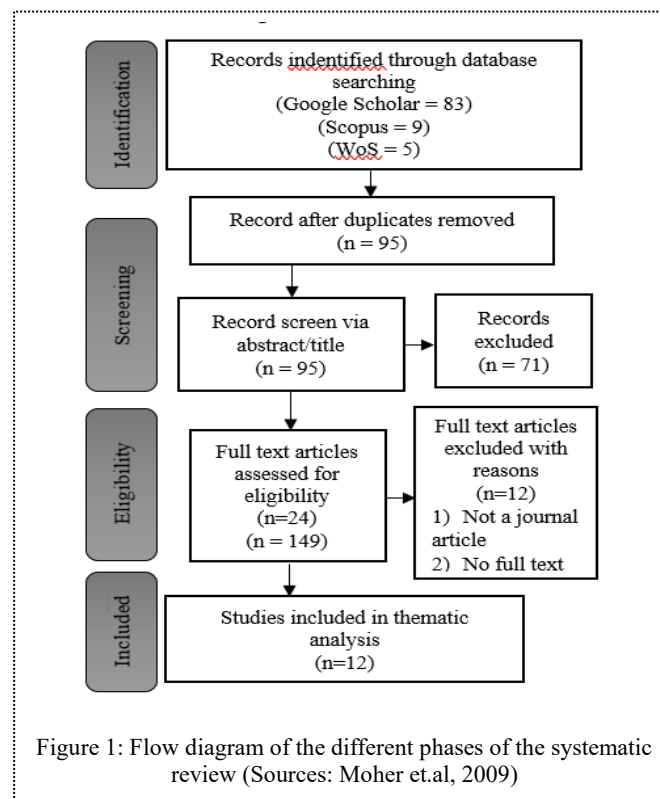 Identification
Records indentified through database
searching
(Google Scholar = 83)
(Scopus = 9)
(WoS = 5)
Screening
Record after duplicates removed
(n = 95)
Record screen via
abstract/title
(n = 95)
Records
excluded
(n = 71)
Eligibility
Full text articles
assessed for
eligibility
(n=24)
(n = 149)
Full text articles
excluded with
reasons
(n=12)
1) Not a journal
article
2) No full text
Included
Studies included in thematic
analysis
(n=12)
Figure 1: Flow diagram of the different phases of the systematic
review (Sources: Moher et.al, 2009)